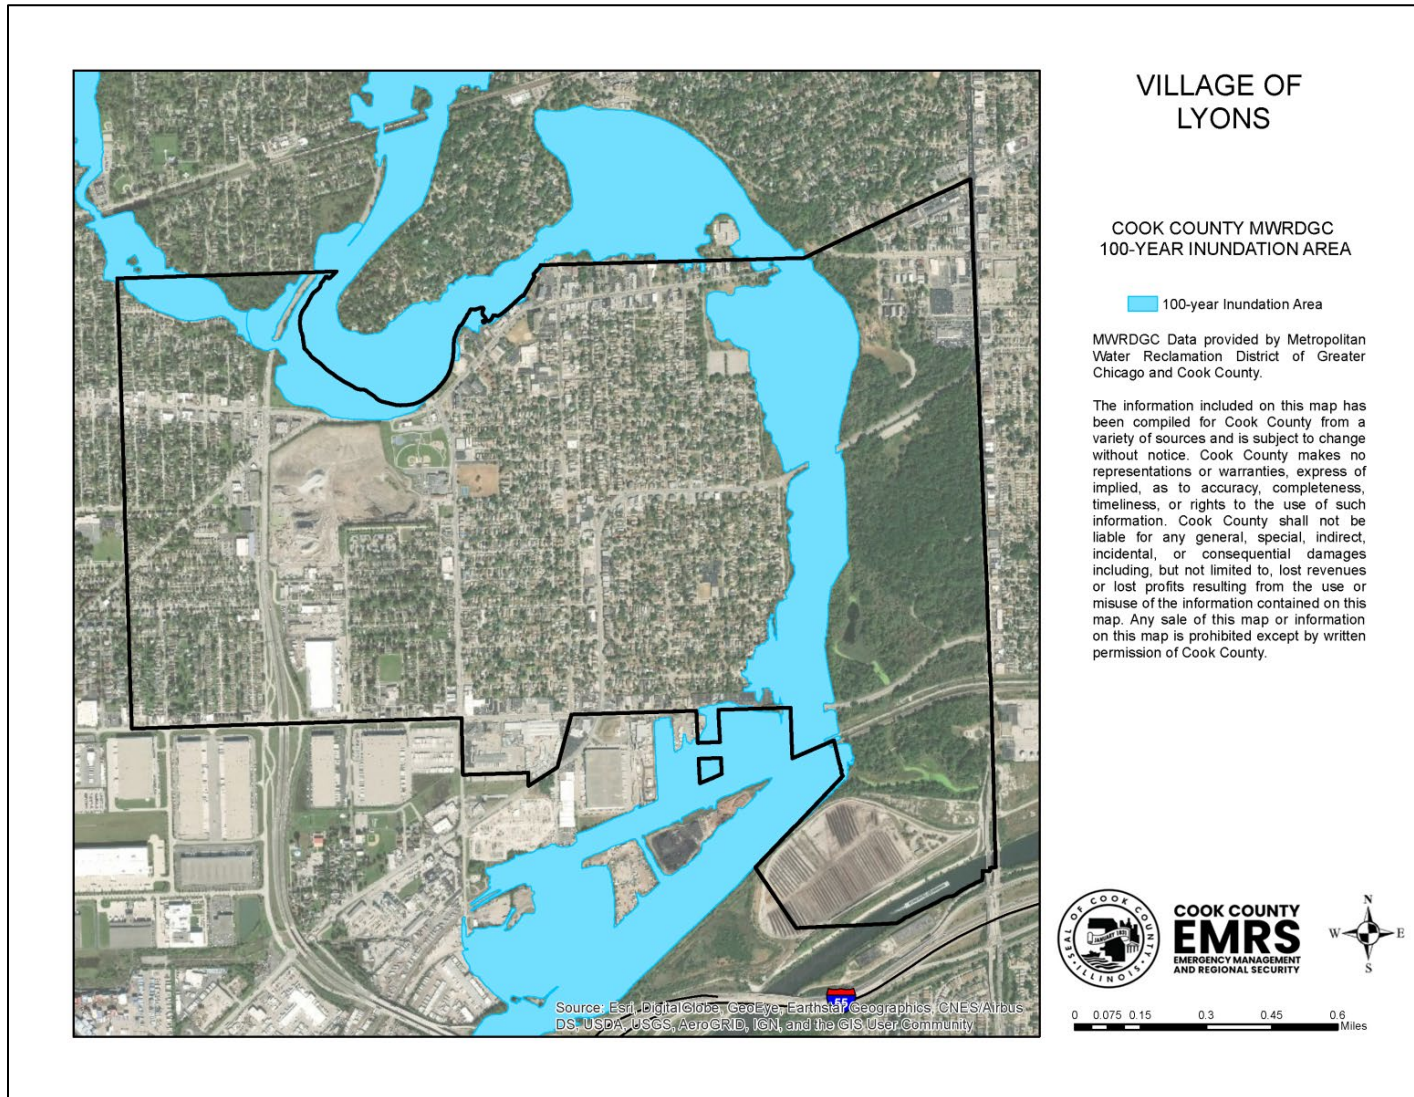 VILLAGE OF
LYONS
COOK COUNTY MWRDGC
100-YEAR INUNDATION AREA
100-year Inundation Area
MWRDGC Data provided by Metropolitan
Water Reclamation District of Greater
Chicago and Cook County.
The information included on this map has
been compiled for Cook County from a
variety of sources and is subject to change
without notice. Cook County makes no
representations or warranties, express of
implied, as to accuracy, completeness,
timeliness, or rights to the use of such
information. Cook County shall not be
liable for any general, special, indirect,
incidental, or consequential damages
including, but not limited to, lost revenues
or lost profits resulting from the use or
misuse of the information contained on this
map. Any sale of this map or information
on this map is prohibited except by written
permission of Cook County.
SEAL OF COOK COUNTY
JANUARY 1831
ILLINOIS
COOK COUNTY
EMRS
EMERGENCY MANAGEMENT
AND REGIONAL SECURITY
N
W E
S
0 0.075 0.15 0.3 0.45 0.6
Miles
55
Source: Esri, DigitalGlobe, GeoEye, Earthstar Geographics, CNES/Airbus
DS, USDA, USGS, AeroGRID, IGN, and the GIS User Community